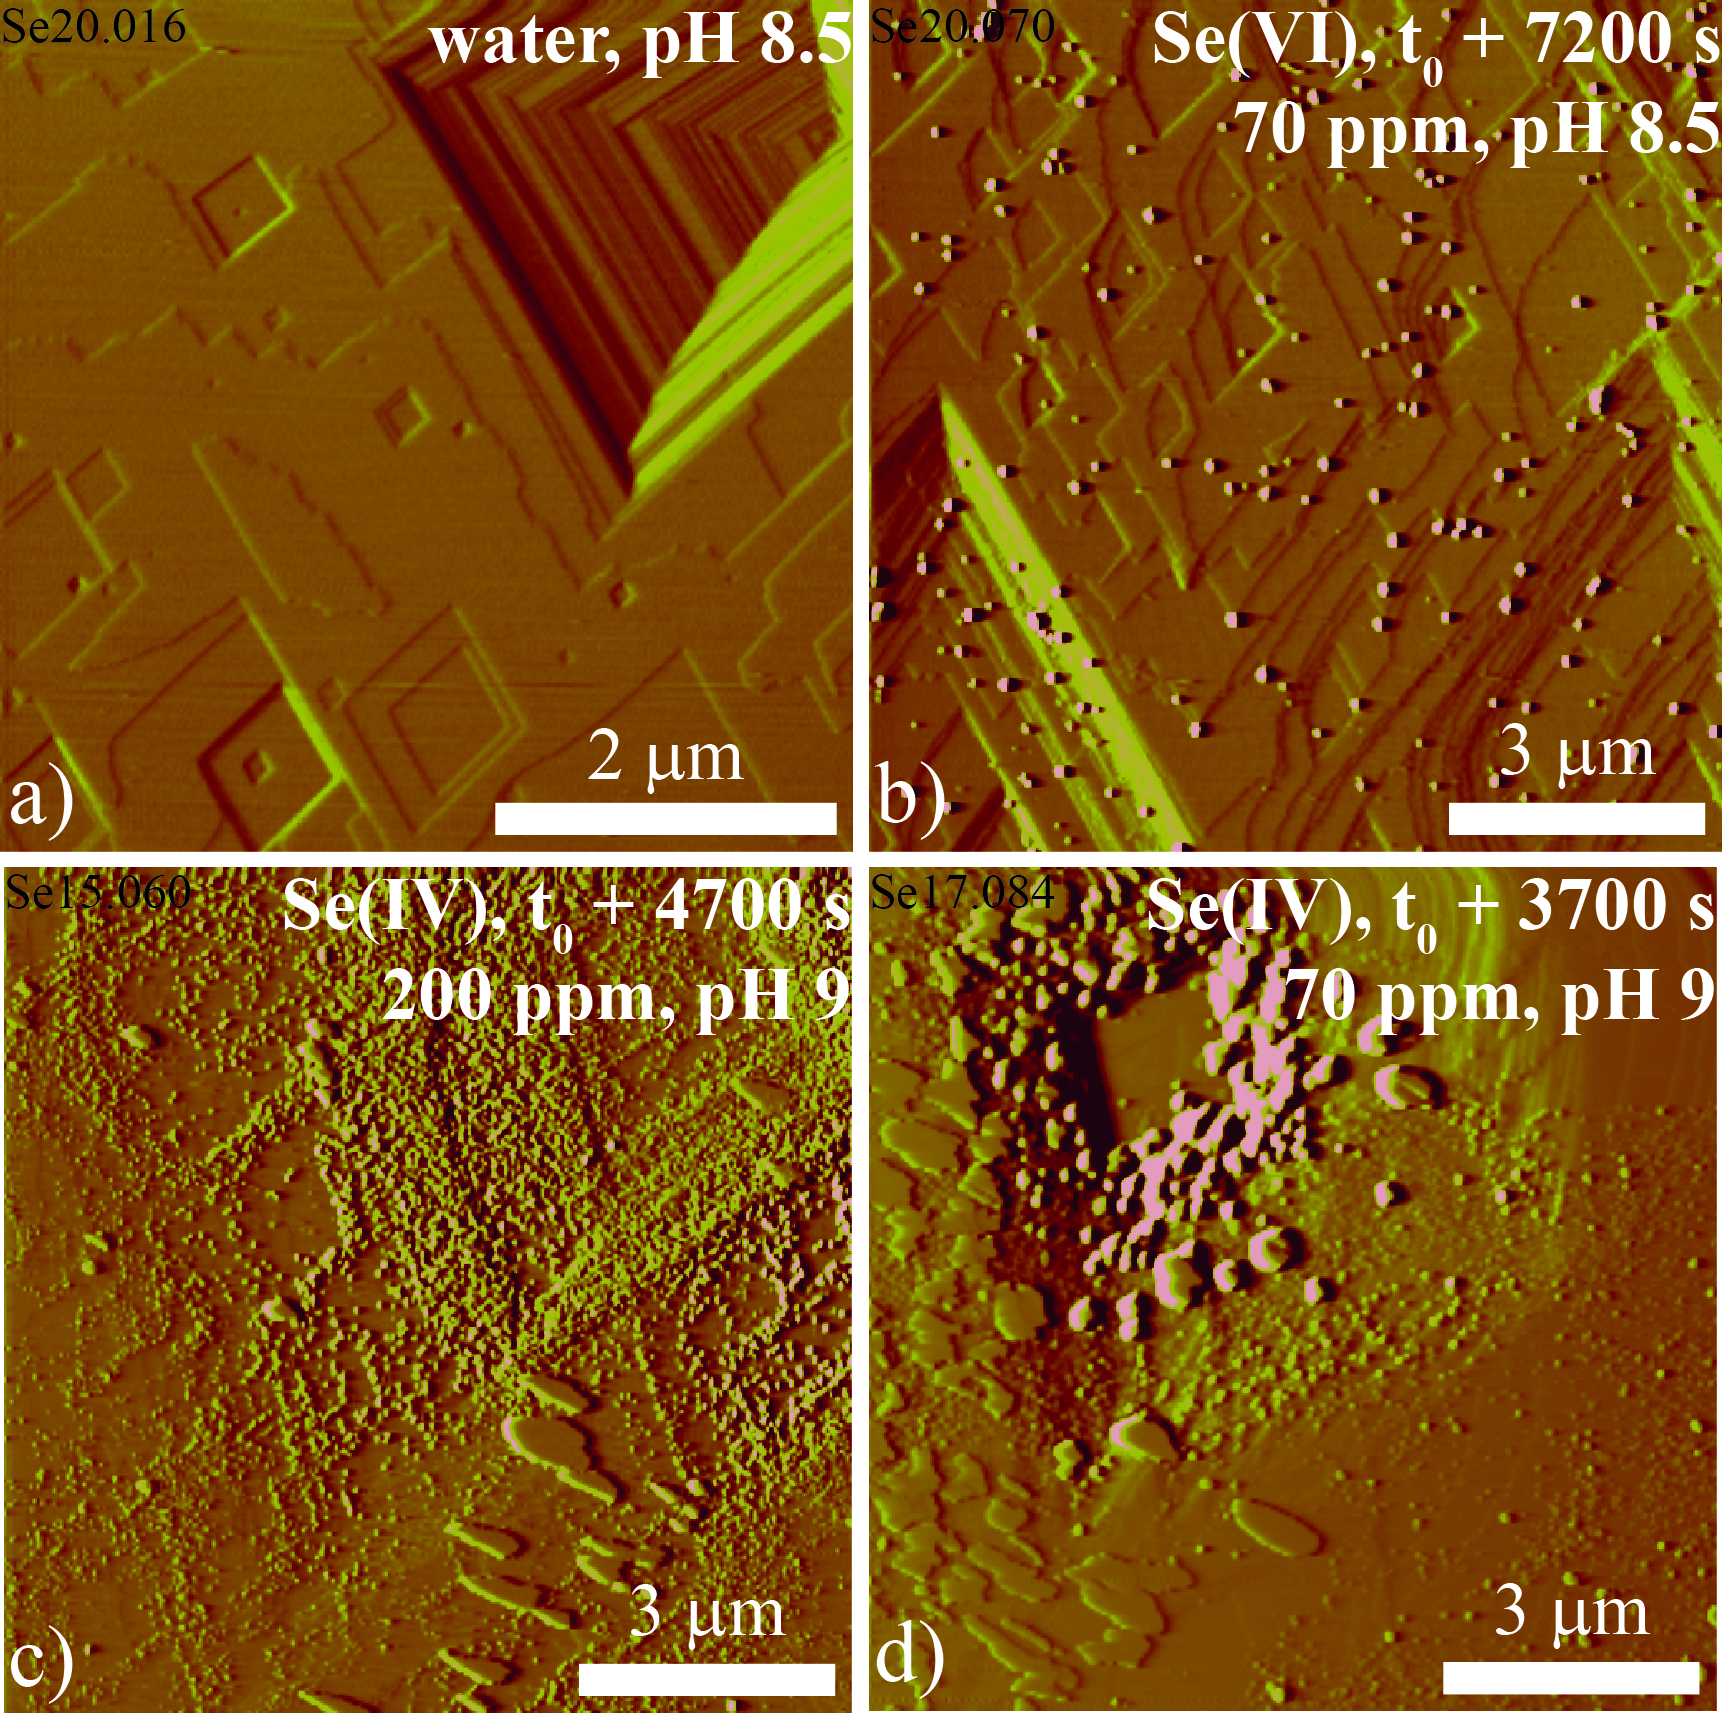 Se20.016
water, pH 8.5
2 μm
a)
Se20.070
Se(VI), t0 + 7200 s
70 ppm, pH 8.5
3 μm
b)
Se15.060
Se(IV), t0 + 4700 s
200 ppm, pH 9
3 μm
c)
Se17.084
Se(IV), t0 + 3700 s
70 ppm, pH 9
3 μm
d)